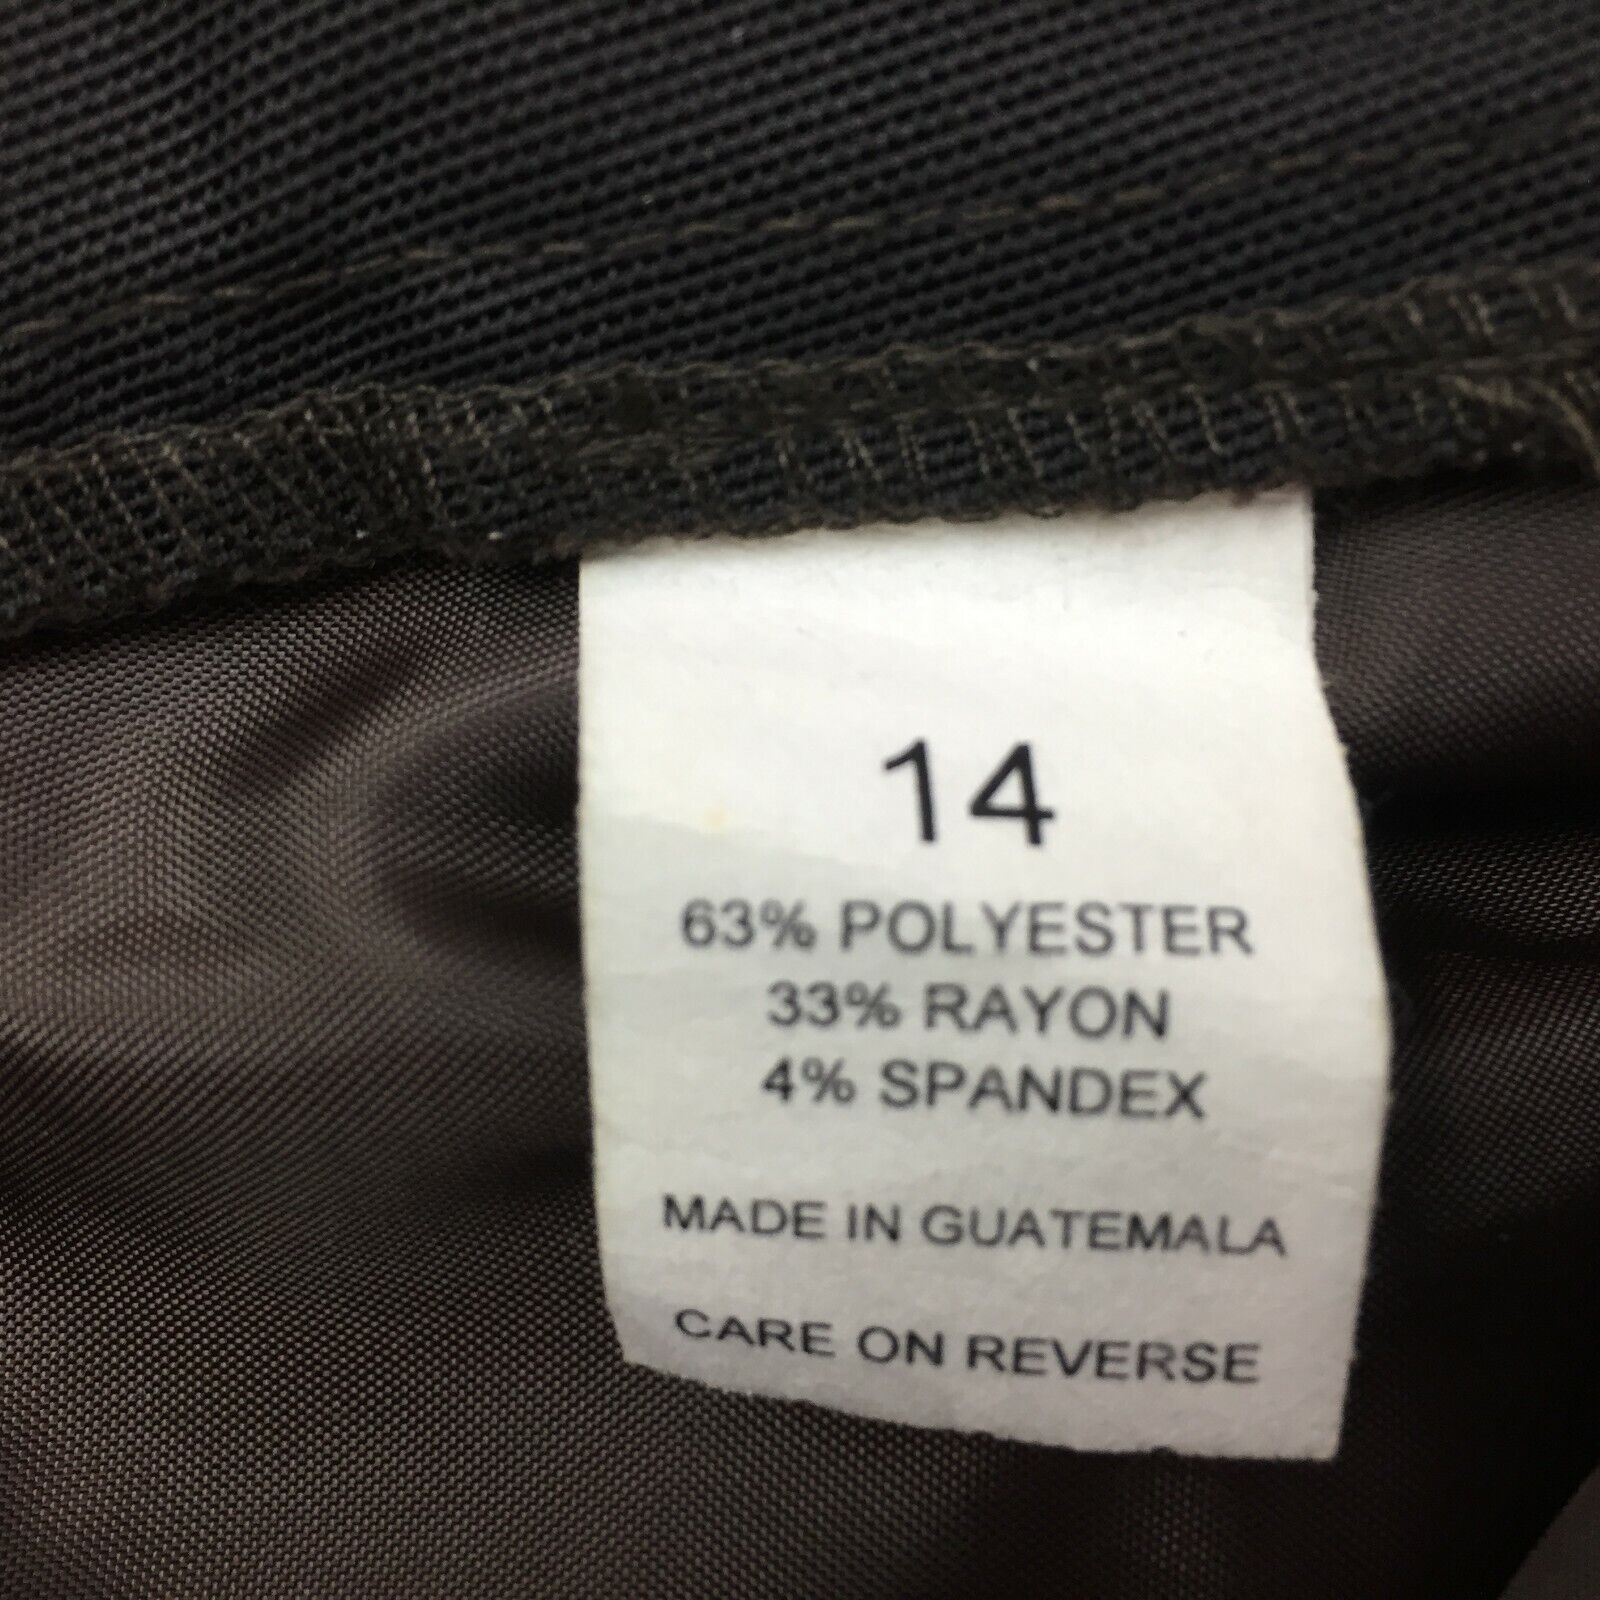 14
63% POLYESTER
33% RAYON
4% SPANDEX
MADE IN GUATEMALA
CARE ON REVERSE